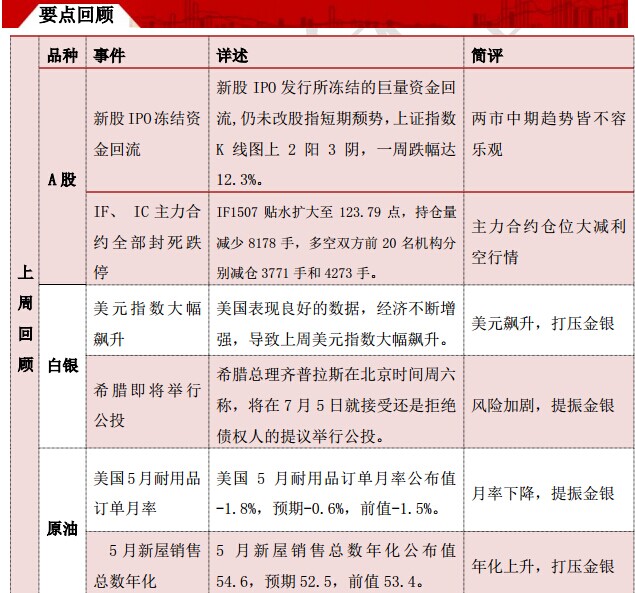 要点回顾
品种 事件 详述 简评
上周回顾
A股
新股 IPO 冻结资
金回流
新股 IPO 发行所冻结的巨量资金回
流,仍未改股指短期颓势，上证指数
K 线图上 2 阳 3 阴，一周跌幅达
12.3%。
两市中期趋势皆不容
乐观
IF、 IC 主力合
约全部封死跌
停
IF1507 贴水扩大至 123.79 点，持仓量
减少 8178 手，多空双方前 20 名机构分
别减仓 3771 手和 4273 手。
主力合约仓位大减利
空行情
白银
美元指数大幅
飙升
美国表现良好的数据，经济不断增
强，导致上周美元指数大幅飙升。
美元飙升，打压金银
希腊即将举行
公投
希腊总理齐普拉斯在北京时间周六
称，将在 7 月 5 日就接受还是拒绝
债权人的提议举行公投。
风险加剧，提振金银
原油
美国 5 月耐用品
订单月率
美国 5 月耐用品订单月率公布值
-1.8%，预期-0.6%，前值-1.5%。
月率下降，提振金银
5 月新屋销售
总数年化
5 月新屋销售总数年化公布值
54.6，预期 52.5，前值 53.4。
年化上升，打压金银